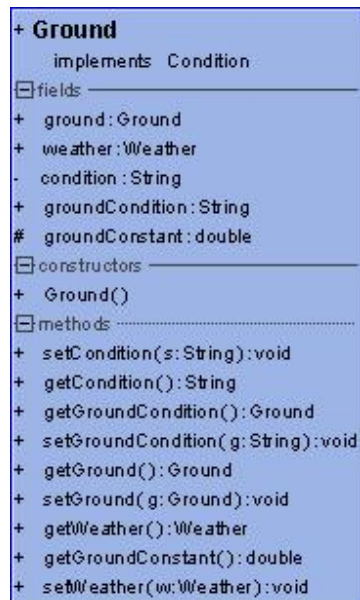 + Ground
implements Condition
fields
+ ground:Ground
+ weather:Weather
- condition:String
+ groundCondition:String
# groundConstant:double
constructors
+ Ground()
methods
+ setCondition(s:String):void
+ getCondition():String
+ getGroundCondition():Ground
+ setGroundCondition(g:String):void
+ getGround():Ground
+ setGround(g:Ground):void
+ getWeather():Weather
+ getGroundConstant():double
+ setWeather(w:Weather):void